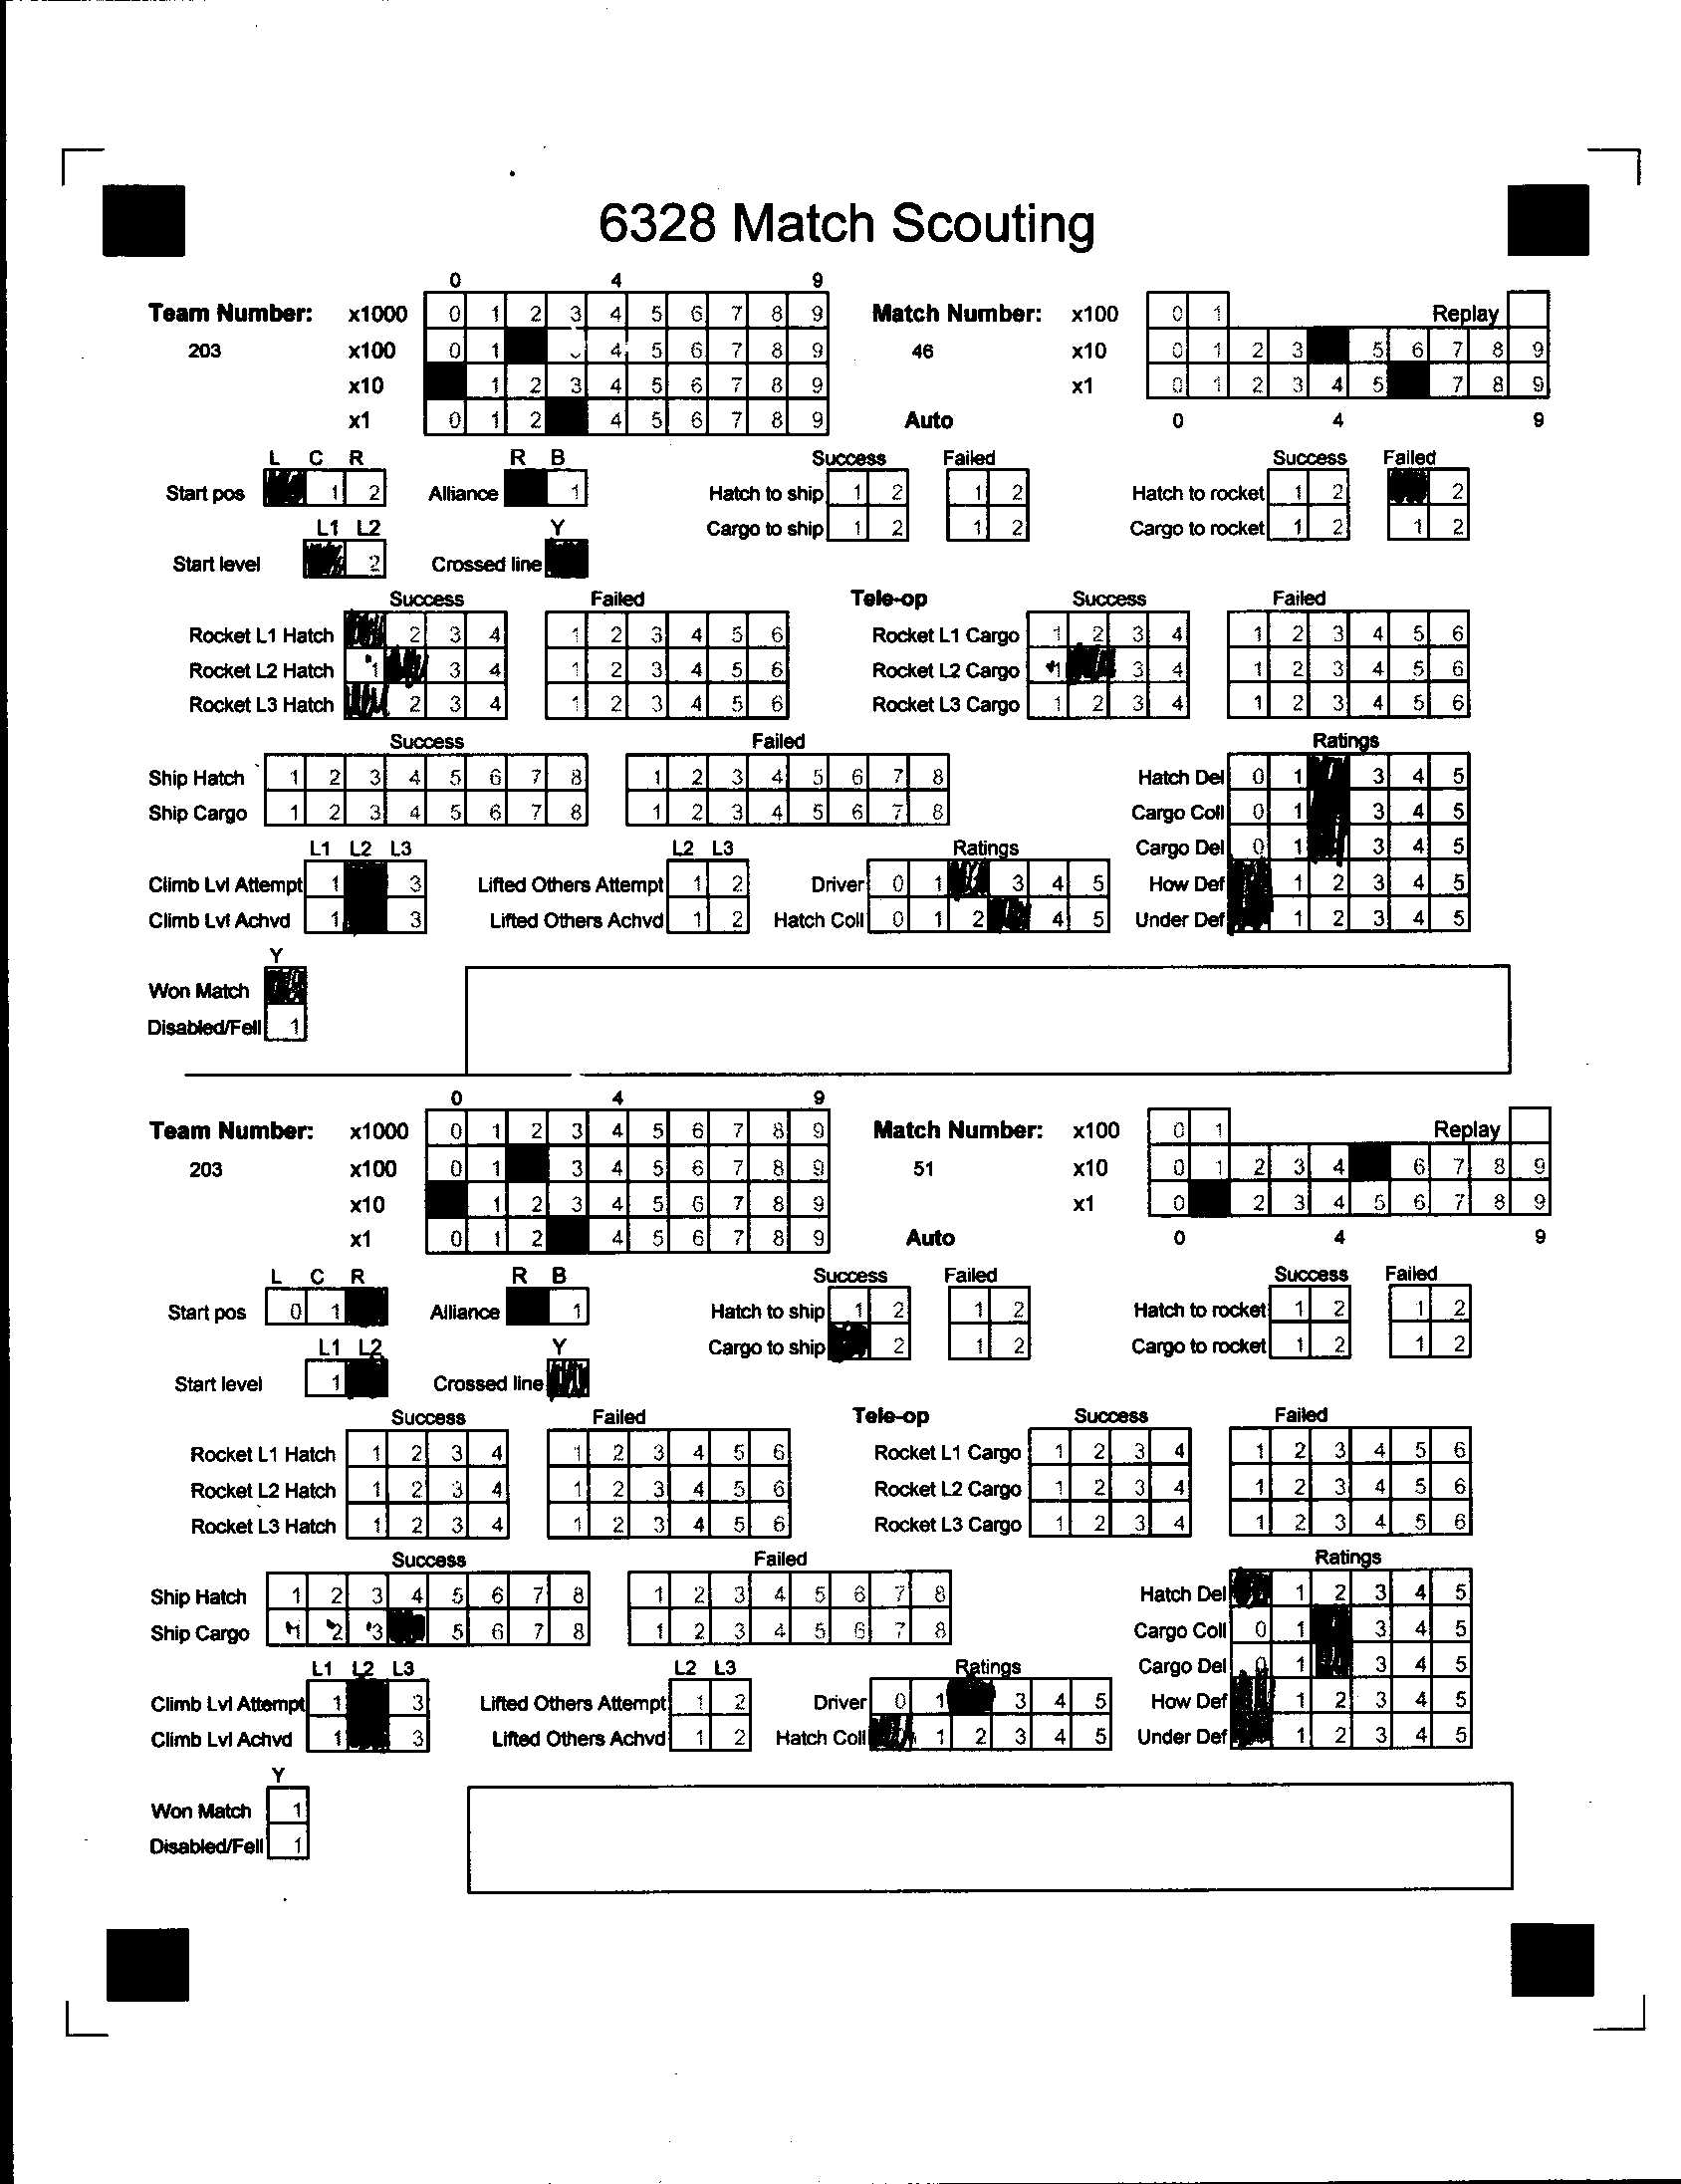 6328 Match Scouting
0 4 9
Team Number: x1000 0 1 2 3 4 5 6 7 8 9 Match Number: x100 0 1 Replay
203 x100 0 1 4 5 6 7 8 9 46 x10 0 1 2 3 5 6 7 8 9
x10 1 2 3 4 5 6 7 8 9 x1 0 1 2 3 4 5 7 8 9
x1 0 1 2 4 5 6 7 8 9 Auto 0 4 9
L C R R B Success Failed Success Failed
Start pos 1 2 Alliance 1 Hatch to ship 1 2 1 2 Hatch to rocket 1 2 2
L1 L2 Y Cargo to ship 1 2 1 2 Cargo to rocket 1 2 1 2
Start level 2 Crossed line
Success Failed Tele-op Success Failed
Rocket L1 Hatch 2 3 4 1 2 3 4 5 6 Rocket L1 Cargo 1 2 3 4 1 2 3 4 5 6
Rocket L2 Hatch 1 3 4 1 2 3 4 5 6 Rocket L2 Cargo 1 3 4 1 2 3 4 5 6
Rocket L3 Hatch 2 3 4 1 2 3 4 5 6 Rocket L3 Cargo 1 2 3 4 1 2 3 4 5 6
Success Failed Ratings
Ship Hatch 1 2 3 4 5 6 7 8 1 2 3 4 5 6 7 8 Hatch Del 0 1 3 4 5
Ship Cargo 1 2 3 4 5 6 7 8 1 2 3 4 5 6 7 8 Cargo Coll 0 1 3 4 5
L1 L2 L3 L2 L3 Ratings Cargo Del 0 1 3 4 5
Climb Lvl Attempt 1 3 Lifted Others Attempt 1 2 Driver 0 1 3 4 5 How Def 1 2 3 4 5
Climb Lvl Achvd 1 3 Lifted Others Achvd 1 2 Hatch Coll 0 1 2 4 5 Under Def 1 2 3 4 5
Y
Won Match
Disabled/Fell 1
0 4 9
Team Number: x1000 0 1 2 3 4 5 6 7 8 9 Match Number: x100 0 1 Replay
203 x100 0 1 3 4 5 6 7 8 9 51 x10 0 1 2 3 4 6 7 8 9
x10 1 2 3 4 5 6 7 8 9 x1 0 2 3 4 5 6 7 8 9
x1 0 1 2 4 5 6 7 8 9 Auto 0 4 9
L C R R B Success Failed Success Failed
Start pos 0 1 Alliance 1 Hatch to ship 1 2 1 2 Hatch to rocket 1 2 1 2
L1 L2 Y Cargo to ship 2 1 2 Cargo to rocket 1 2 1 2
Start level 1 Crossed line
Success Failed Tele-op Success Failed
Rocket L1 Hatch 1 2 3 4 1 2 3 4 5 6 Rocket L1 Cargo 1 2 3 4 1 2 3 4 5 6
Rocket L2 Hatch 1 2 3 4 1 2 3 4 5 6 Rocket L2 Cargo 1 2 3 4 1 2 3 4 5 6
Rocket L3 Hatch 1 2 3 4 1 2 3 4 5 6 Rocket L3 Cargo 1 2 3 4 1 2 3 4 5 6
Success Failed Ratings
Ship Hatch 1 2 3 4 5 6 7 8 1 2 3 4 5 6 7 8 Hatch Del 1 2 3 4 5
Ship Cargo 1 2 3 5 6 7 8 1 2 3 4 5 6 7 8 Cargo Coll 0 1 3 4 5
L1 L2 L3 L2 L3 Ratings Cargo Del 0 1 3 4 5
Climb Lvl Attempt 1 3 Lifted Others Attempt 1 2 Driver 0 1 3 4 5 How Def 1 2 3 4 5
Climb Lvl Achvd 1 3 Lifted Others Achvd 1 2 Hatch Coll 1 2 3 4 5 Under Def 1 2 3 4 5
Y
Won Match 1
Disabled/Fell 1